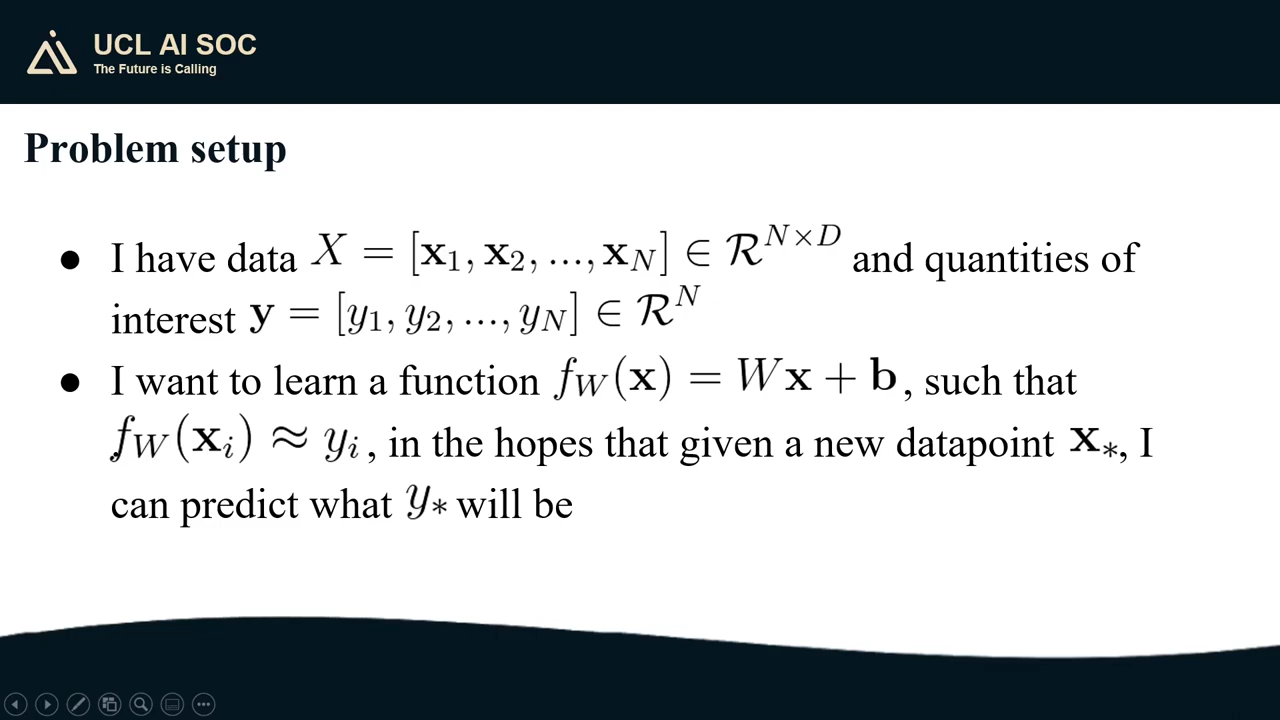 UCL AI SOC
The Future is Calling
Problem setup
● I have data X = [x₁, x₂, ..., x_N] ∈ ℛ^{N×D} and quantities of
interest y = [y₁, y₂, ..., y_N] ∈ ℛ^N
● I want to learn a function f_W(x) = Wx + b, such that
f_W(x_i) ≈ y_i, in the hopes that given a new datapoint x_*, I
can predict what y_* will be